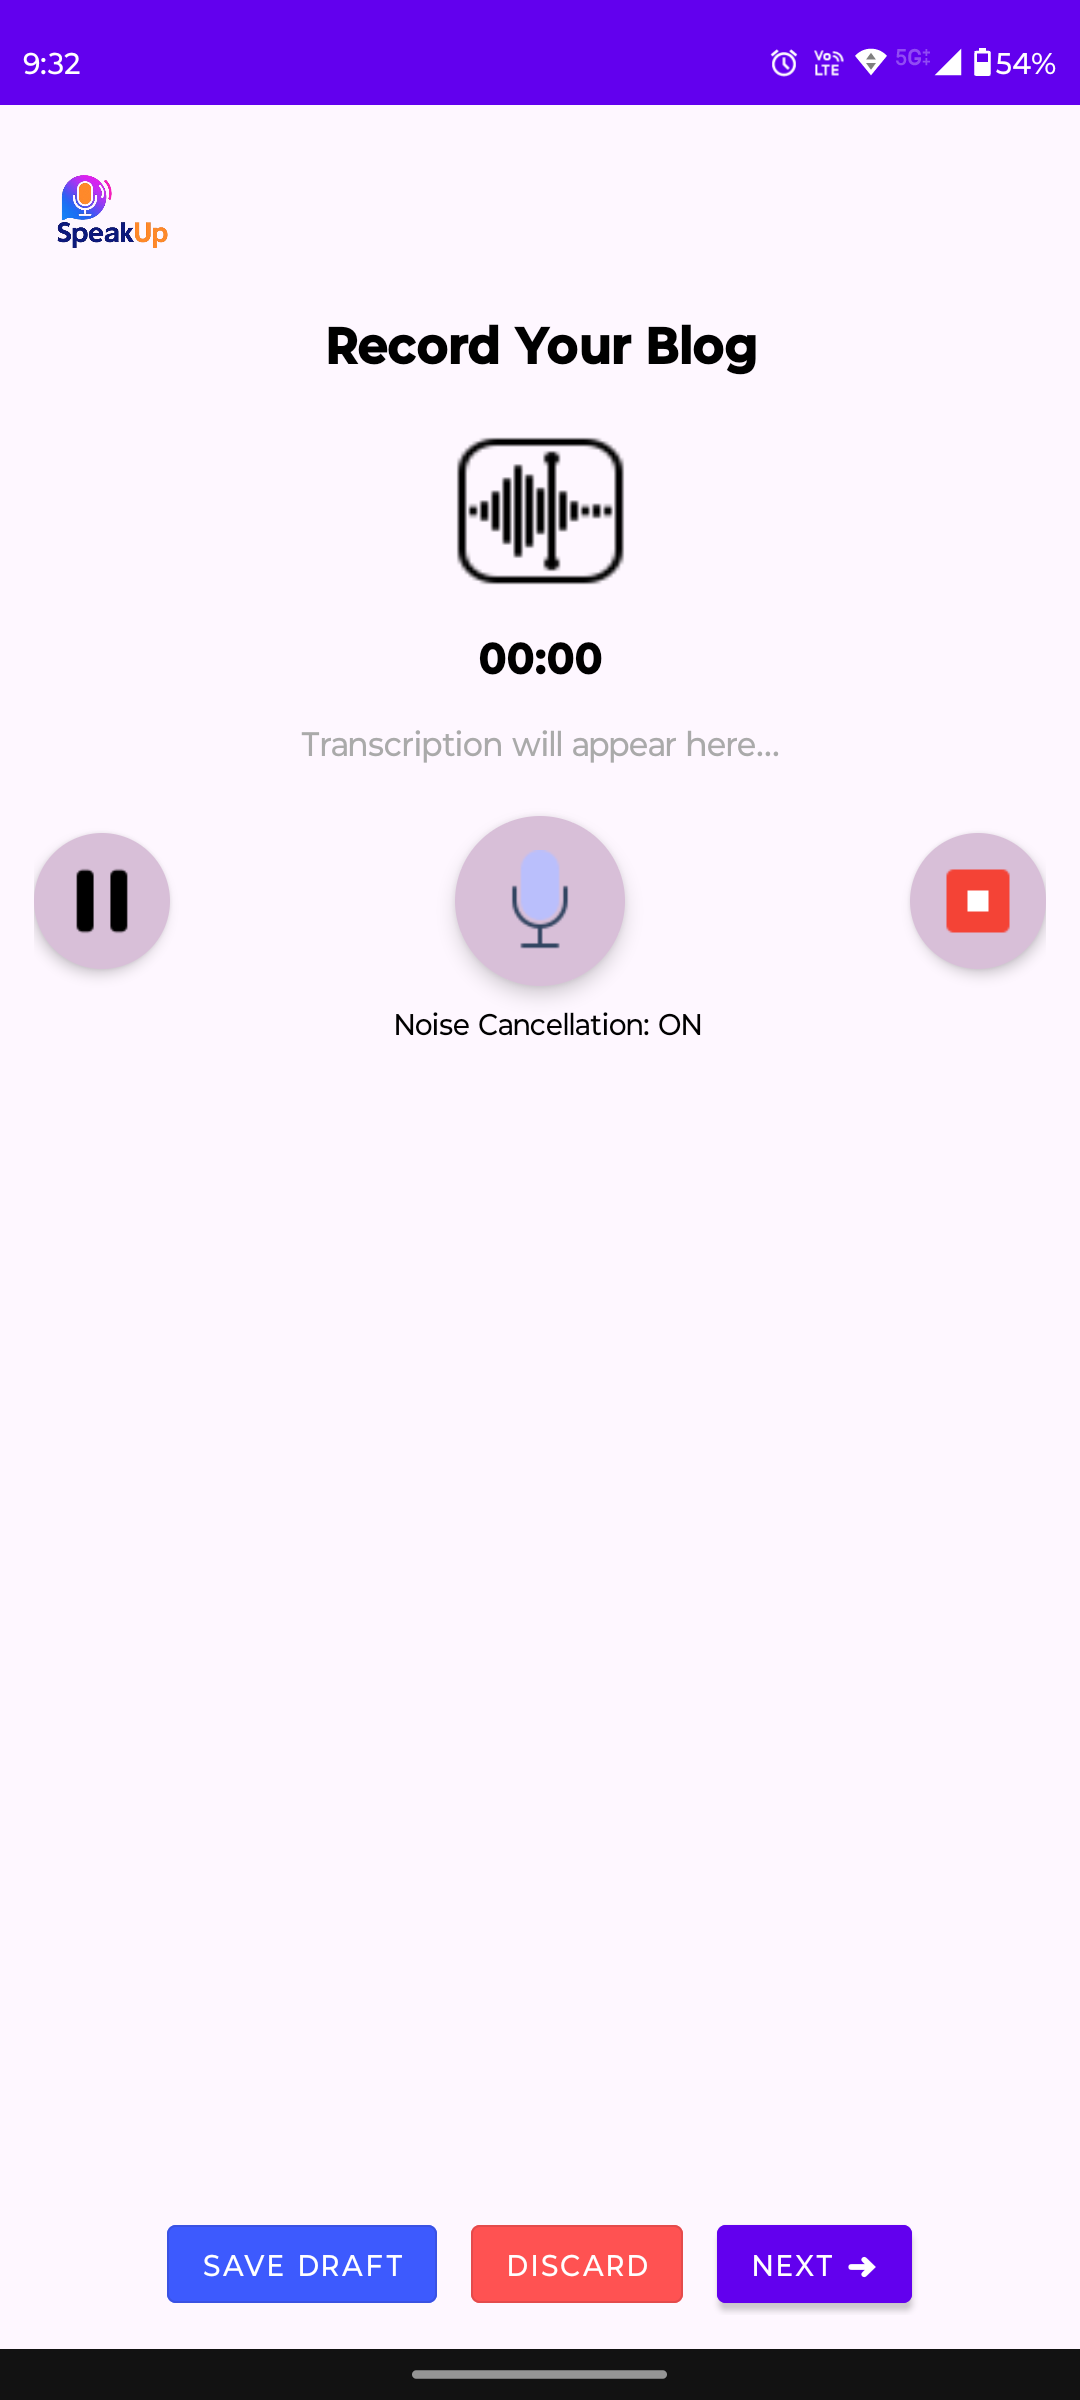 9:32 Vo LTE 5G 54%
SpeakUp
Record Your Blog
00:00
Transcription will appear here...
Noise Cancellation: ON
SAVE DRAFT DISCARD NEXT ➔